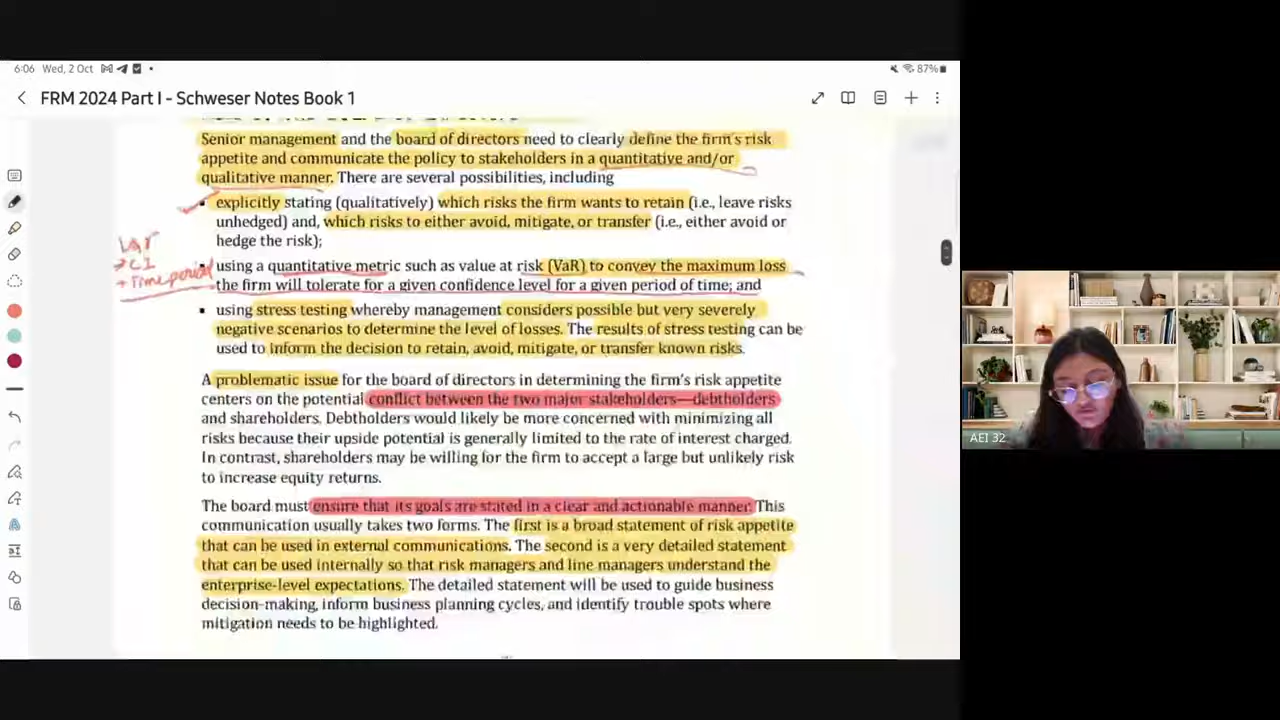 6:06 Wed, 2 Oct
87%
FRM 2024 Part I - Schweser Notes Book 1
Senior management and the board of directors need to clearly define the firm's risk
appetite and communicate the policy to stakeholders in a quantitative and/or
qualitative manner. There are several possibilities, including
▪ explicitly stating (qualitatively) which risks the firm wants to retain (i.e., leave risks
unhedged) and, which risks to either avoid, mitigate, or transfer (i.e., either avoid or
hedge the risk);
Var
→ CI
+ Time period
▪ using a quantitative metric such as value at risk (VaR) to convey the maximum loss
the firm will tolerate for a given confidence level for a given period of time; and
▪ using stress testing whereby management considers possible but very severely
negative scenarios to determine the level of losses. The results of stress testing can be
used to inform the decision to retain, avoid, mitigate, or transfer known risks.
A problematic issue for the board of directors in determining the firm's risk appetite
centers on the potential conflict between the two major stakeholders—debtholders
and shareholders. Debtholders would likely be more concerned with minimizing all
risks because their upside potential is generally limited to the rate of interest charged.
In contrast, shareholders may be willing for the firm to accept a large but unlikely risk
to increase equity returns.
The board must ensure that its goals are stated in a clear and actionable manner. This
communication usually takes two forms. The first is a broad statement of risk appetite
that can be used in external communications. The second is a very detailed statement
that can be used internally so that risk managers and line managers understand the
enterprise-level expectations. The detailed statement will be used to guide business
decision-making, inform business planning cycles, and identify trouble spots where
mitigation needs to be highlighted.
AEI 32